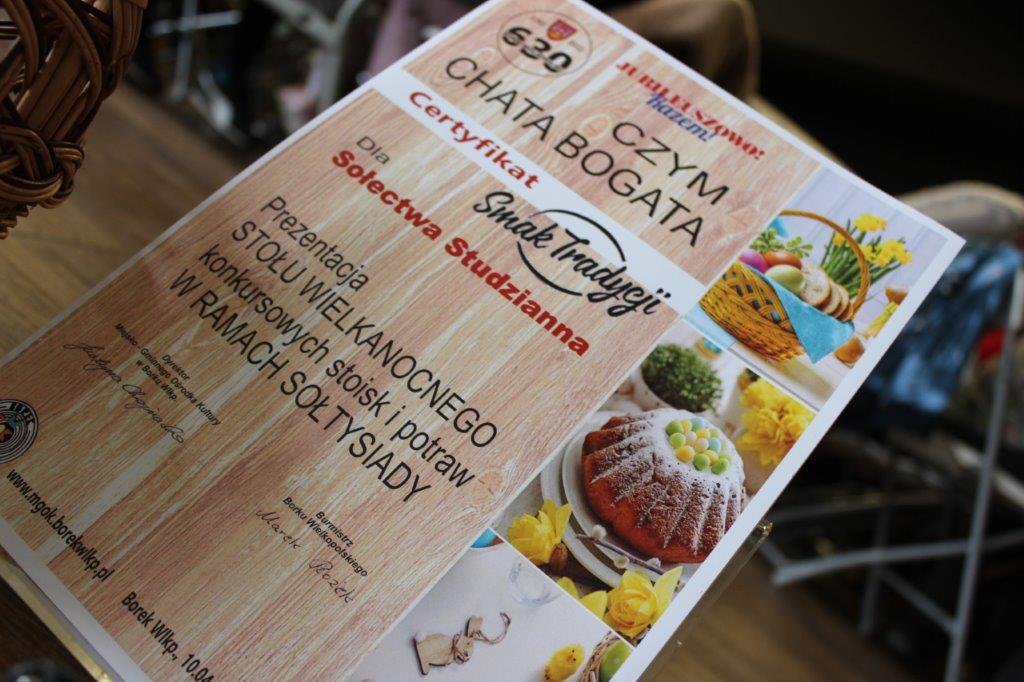 630
JUBILEUSZOWO:
Razem!
CZYM
CHATA BOGATA
Certyfikat
Smak Tradycji
Dla
Sołectwa Studzianna
Prezentacja
STOŁU WIELKANOCNEGO
konkursowych stoisk i potraw
W RAMACH SOŁTYSIADY
Dyrektor
Miejsko - Gminnego Ośrodka Kultury
w Borku Wlkp.
Burmistrz
Borku Wielkopolskiego
Marek Rożek
www.mgok.borekwlkp.pl
Borek Wlkp., 10.04